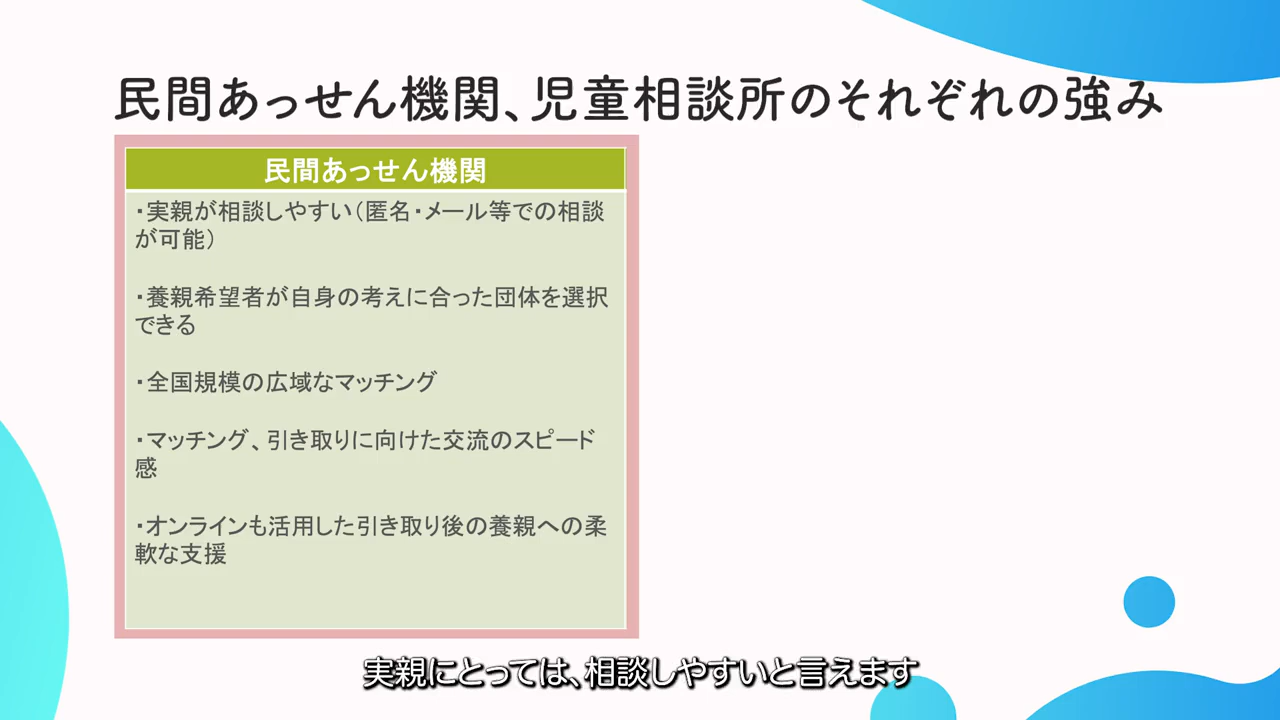 民間あっせん機関、児童相談所のそれぞれの強み
民間あっせん機関
・実親が相談しやすい（匿名・メール等での相談
が可能）
・養親希望者が自身の考えに合った団体を選択
できる
・全国規模の広域なマッチング
・マッチング、引き取りに向けた交流のスピード
感
・オンラインも活用した引き取り後の養親への柔
軟な支援
実親にとっては、相談しやすいと言えます